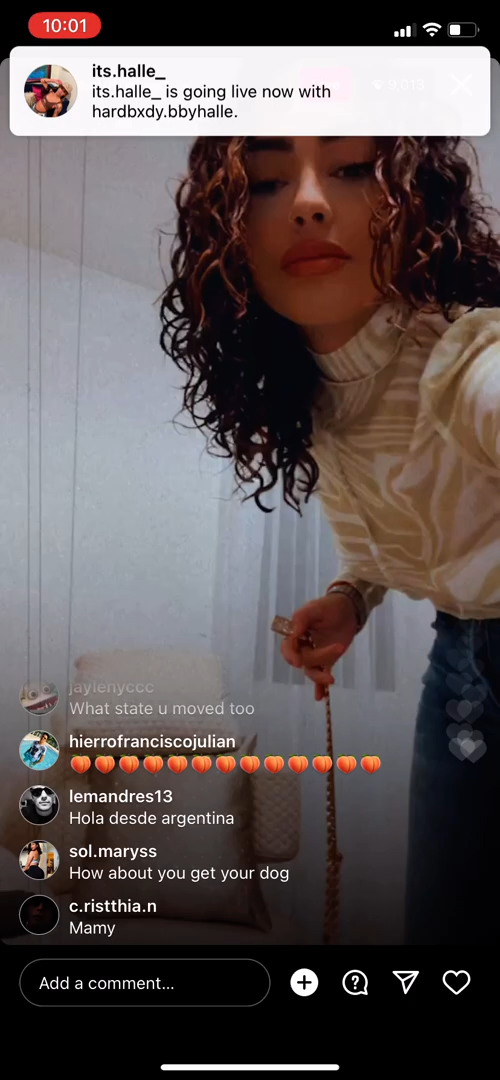 10:01
its.halle_
its.halle_ is going live now with
hardbxdy.bbyhalle.
jaylenyccc
What state u moved too
hierrofranciscojulian
🍑🍑🍑🍑🍑🍑🍑🍑🍑🍑🍑🍑🍑
lemandres13
Hola desde argentina
sol.maryss
How about you get your dog
c.ristthia.n
Mamy
Add a comment...